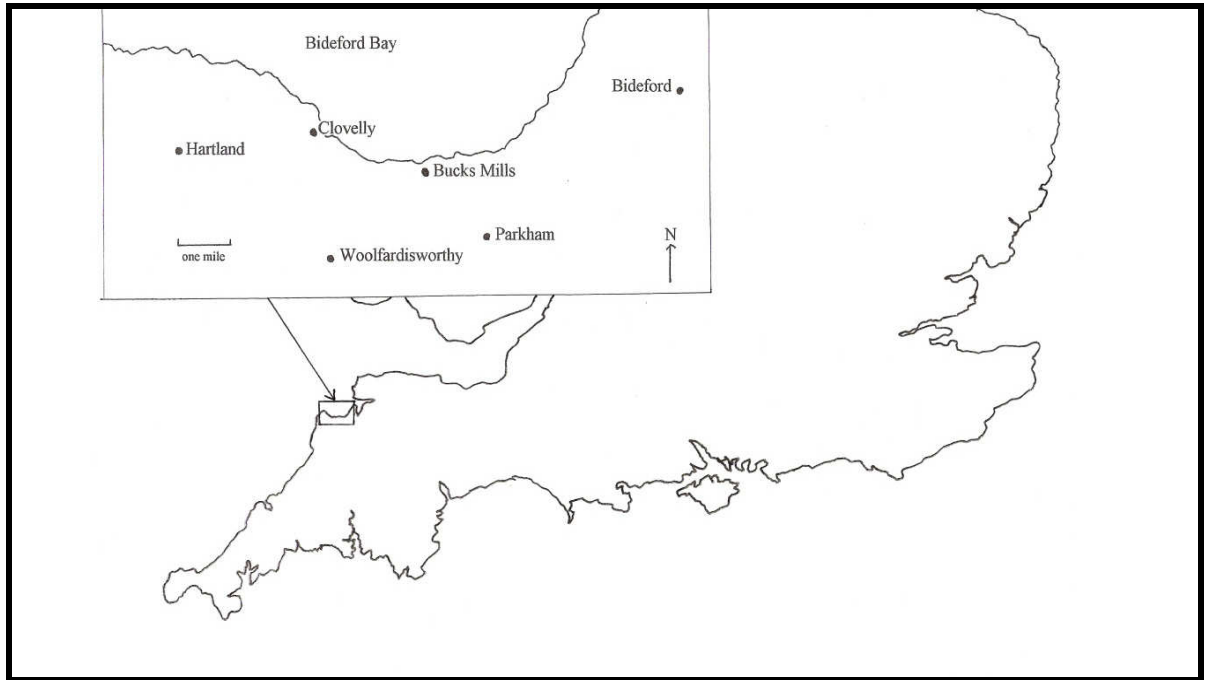 Bideford Bay
Bideford
Clovelly
Hartland
Bucks Mills
Parkham
N
one mile
Woolfardisworthy